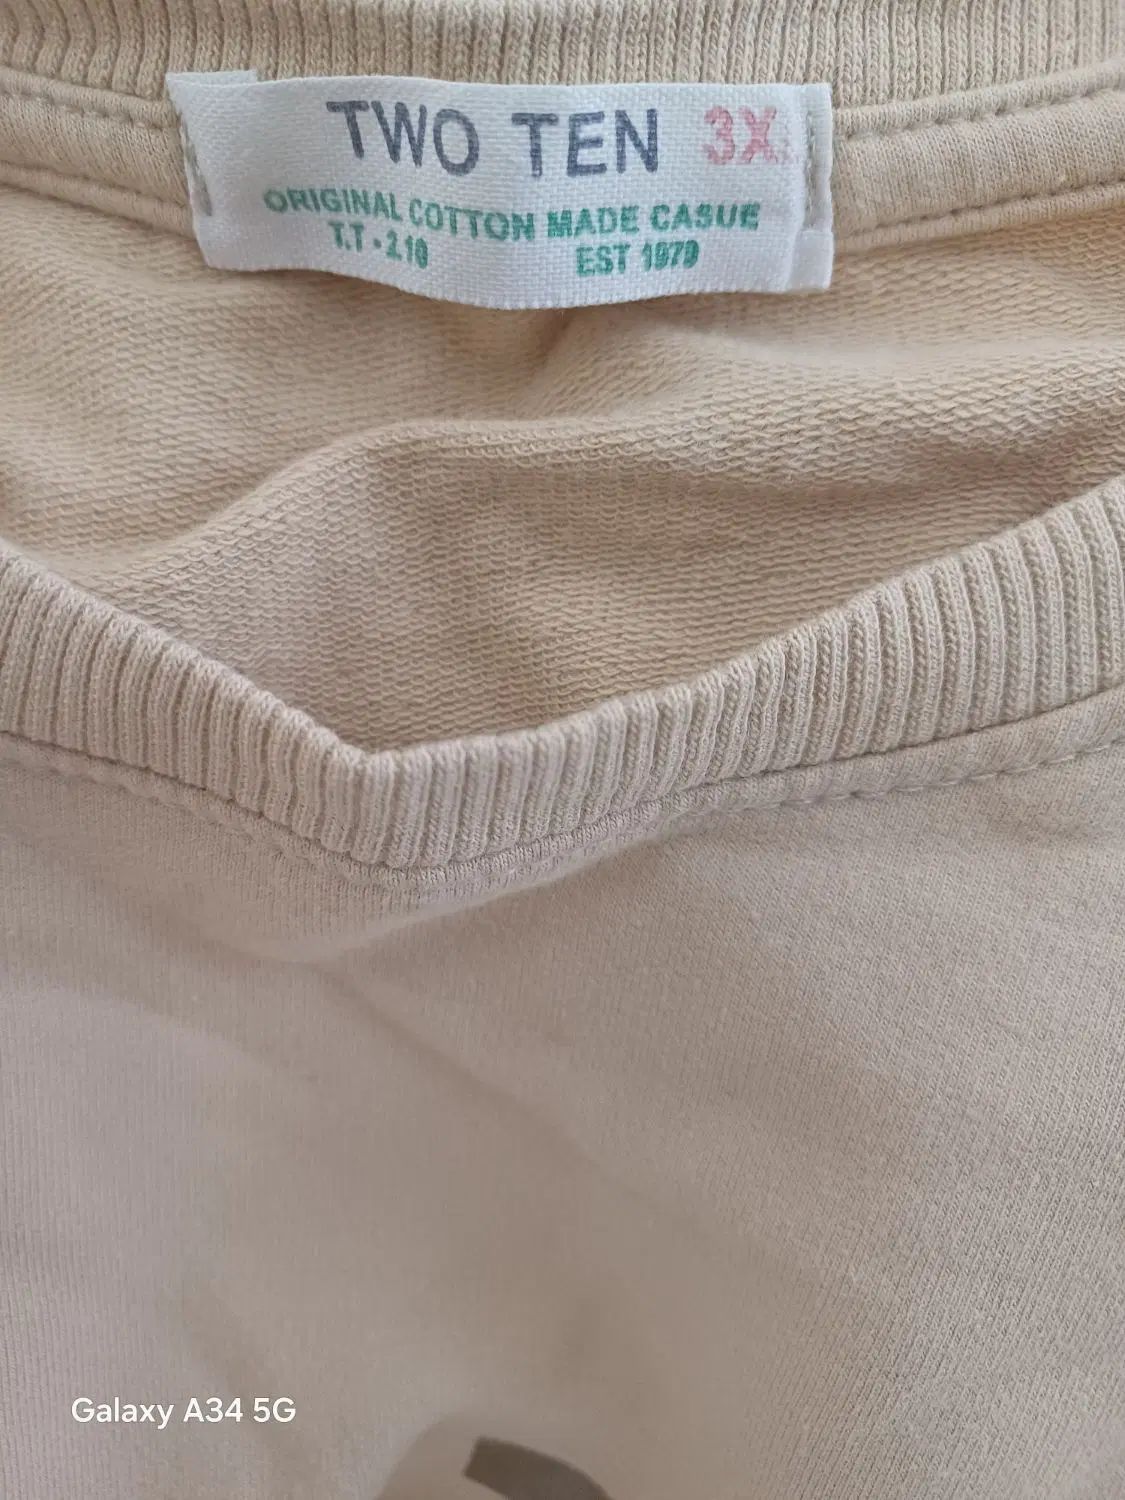 TWO TEN 3X
ORIGINAL COTTON MADE CASUE
T.T - 2.10 EST 1979
Galaxy A34 5G